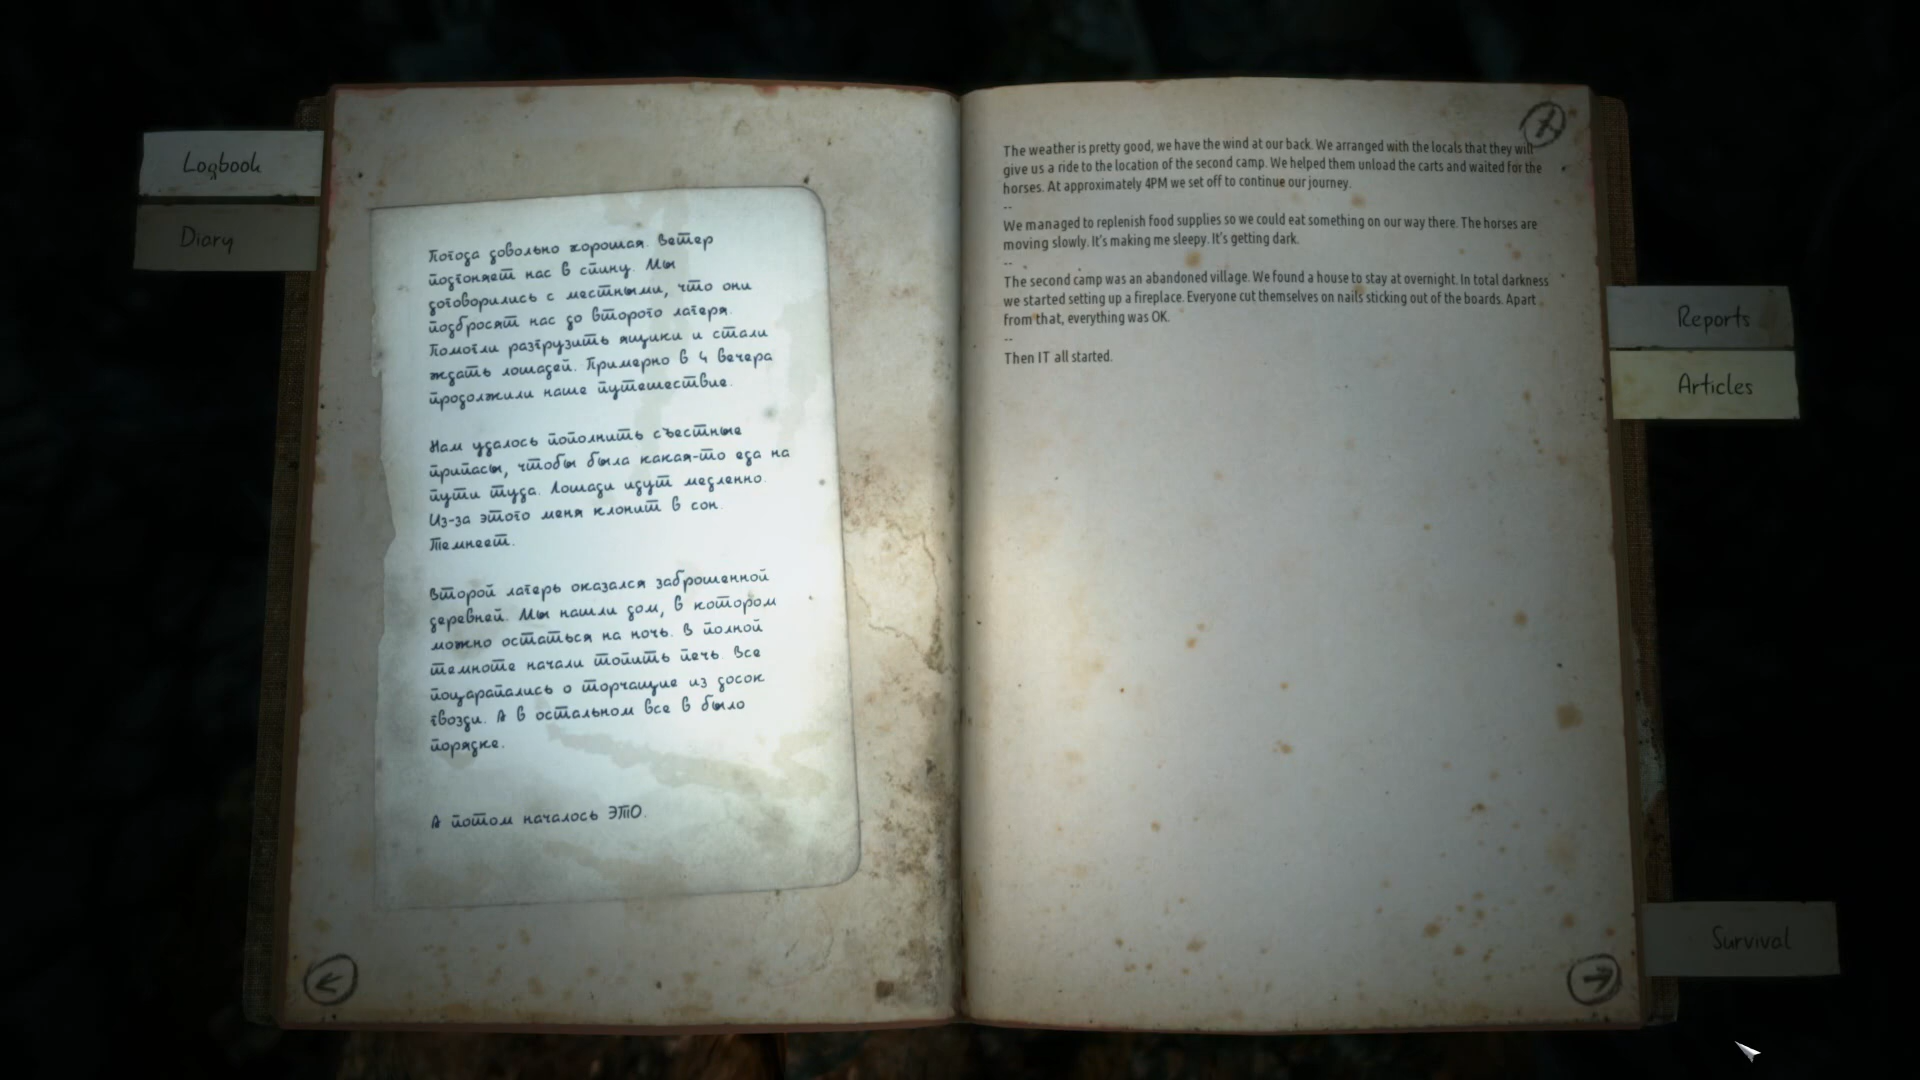 Logbook
Diary
Погода довольно хорошая. Ветер
подгоняет нас в спину. Мы
договорились с местными, что они
подбросят нас до второго лагеря.
Помогли разгрузить ящики и стали
ждать лошадей. Примерно в 4 вечера
продолжили наше путешествие.
Нам удалось пополнить съестные
припасы, чтобы была какая-то еда на
пути туда. Лошади идут медленно.
Из-за этого меня клонит в сон.
Темнеет.
Второй лагерь оказался заброшенной
деревней. Мы нашли дом, в котором
можно остаться на ночь. В полной
темноте начали топить печь. Все
поцарапались о торчащие из досок
гвозди. А в остальном все в было
порядке.
А потом началось ЭТО.
The weather is pretty good, we have the wind at our back. We arranged with the locals that they will
give us a ride to the location of the second camp. We helped them unload the carts and waited for the
horses. At approximately 4PM we set off to continue our journey.
--
We managed to replenish food supplies so we could eat something on our way there. The horses are
moving slowly. It's making me sleepy. It's getting dark.
--
The second camp was an abandoned village. We found a house to stay at overnight. In total darkness
we started setting up a fireplace. Everyone cut themselves on nails sticking out of the boards. Apart
from that, everything was OK.
--
Then IT all started.
Reports
Articles
Survival